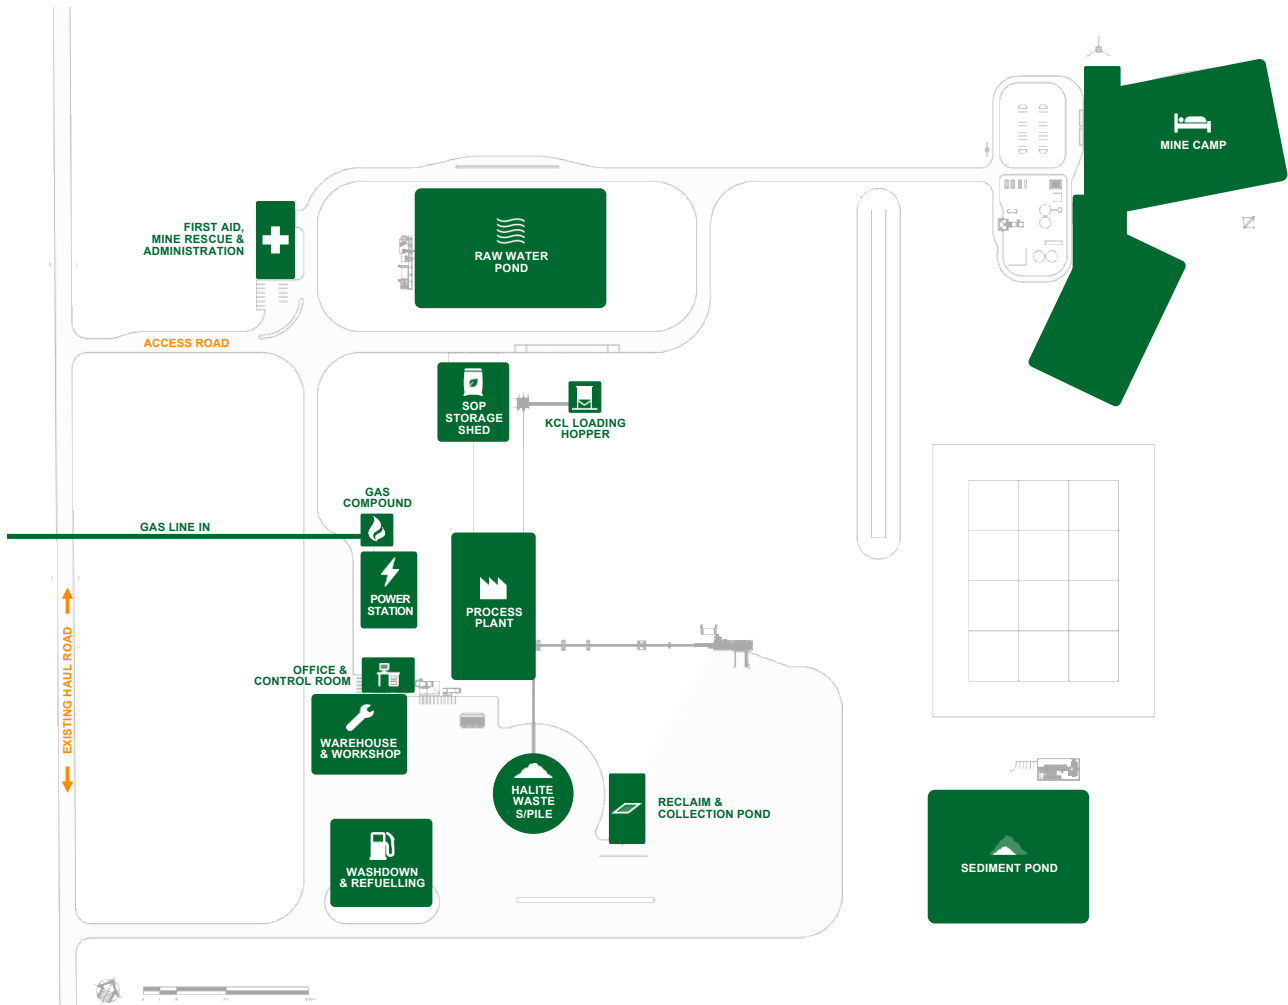 MINE CAMP
FIRST AID,
MINE RESCUE &
ADMINISTRATION
RAW WATER
POND
ACCESS ROAD
SOP
STORAGE
SHED
KCL LOADING
HOPPER
GAS
COMPOUND
GAS LINE IN
POWER
STATION
PROCESS
PLANT
EXISTING HAUL ROAD
OFFICE &
CONTROL ROOM
WAREHOUSE
& WORKSHOP
HALITE
WASTE
S/PILE
RECLAIM &
COLLECTION POND
WASHDOWN
& REFUELLING
SEDIMENT POND